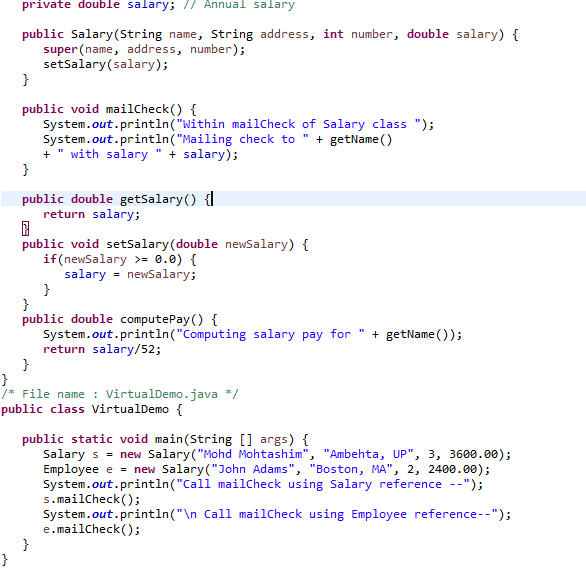 private double salary; // Annual salary
public Salary(String name, String address, int number, double salary) {
super(name, address, number);
setSalary(salary);
}
public void mailCheck() {
System.out.println("Within mailCheck of Salary class ");
System.out.println("Mailing check to " + getName()
+ " with salary " + salary);
}
public double getSalary() {
return salary;
}
public void setSalary(double newSalary) {
if(newSalary >= 0.0) {
salary = newSalary;
}
}
public double computePay() {
System.out.println("Computing salary pay for " + getName());
return salary/52;
}
}
/* File name : VirtualDemo.java */
public class VirtualDemo {
public static void main(String [] args) {
Salary s = new Salary("Mohd Mohtashim", "Ambehta, UP", 3, 3600.00);
Employee e = new Salary("John Adams", "Boston, MA", 2, 2400.00);
System.out.println("Call mailCheck using Salary reference --");
s.mailCheck();
System.out.println("\n Call mailCheck using Employee reference--");
e.mailCheck();
}
}